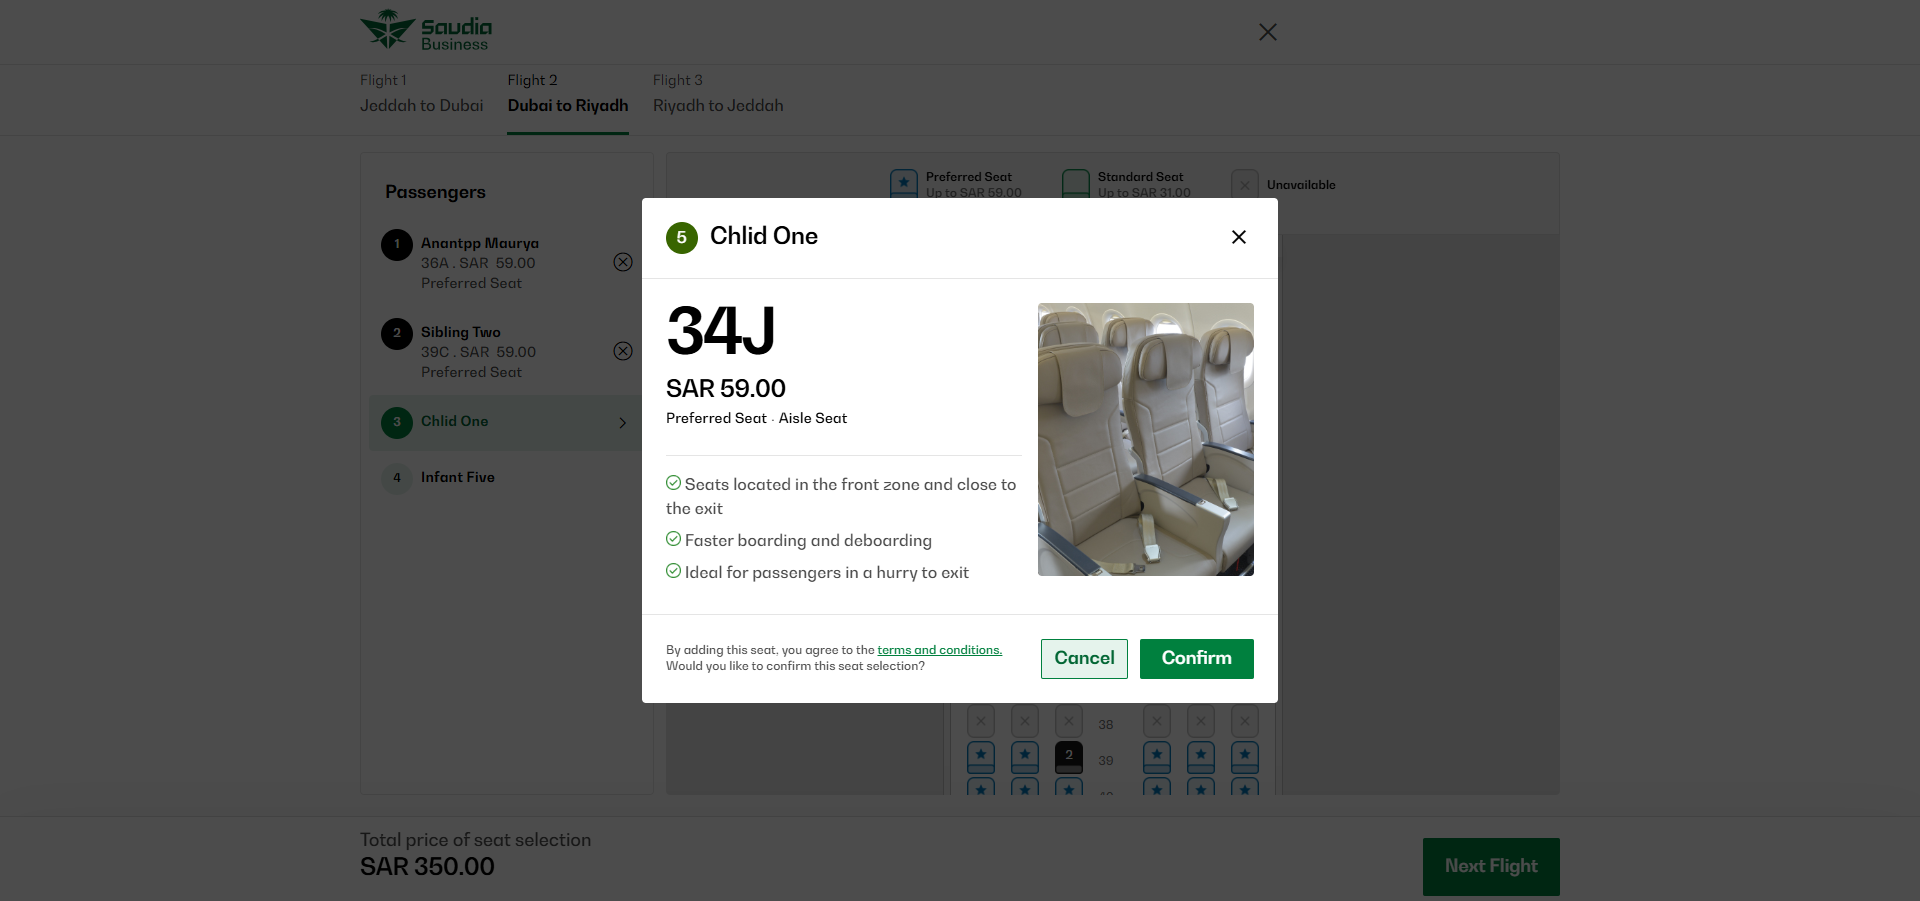 Saudia
Business
Flight 1
Jeddah to Dubai
Flight 2
Dubai to Riyadh
Flight 3
Riyadh to Jeddah
Passengers
1
Anantpp Maurya
36A . SAR 59.00
Preferred Seat
2
Sibling Two
39C . SAR 59.00
Preferred Seat
3
Chlid One
4
Infant Five
Preferred Seat
Up to SAR 59.00
Standard Seat
Up to SAR 31.00
Unavailable
5
Chlid One
34J
SAR 59.00
Preferred Seat · Aisle Seat
Seats located in the front zone and close to
the exit
Faster boarding and deboarding
Ideal for passengers in a hurry to exit
By adding this seat, you agree to the terms and conditions.
Would you like to confirm this seat selection?
Cancel
Confirm
38
2
39
Total price of seat selection
SAR 350.00
Next Flight